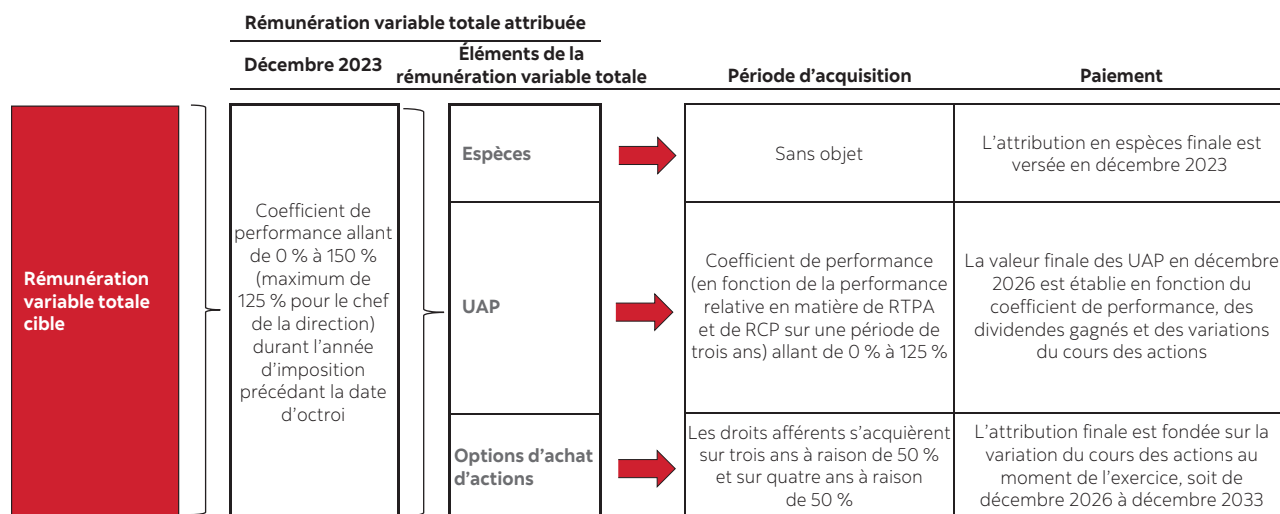 Rémunération variable totale attribuée
Décembre 2023
Éléments de la
rémunération variable totale
Période d'acquisition
Paiement
Rémunération
variable totale
cible
Coefficient de
performance allant
de 0 % à 150 %
(maximum de
125 % pour le chef
de la direction)
durant l'année
d'imposition
précédant la date
d'octroi
Espèces
Sans objet
L'attribution en espèces finale est
versée en décembre 2023
UAP
Coefficient de performance
(en fonction de la performance
relative en matière de RTPA
et de RCP sur une période de
trois ans) allant de 0 % à 125 %
La valeur finale des UAP en décembre
2026 est établie en fonction du
coefficient de performance, des
dividendes gagnés et des variations
du cours des actions
Options d'achat
d'actions
Les droits afférents s'acquièrent
sur trois ans à raison de 50 %
et sur quatre ans à raison
de 50 %
L'attribution finale est fondée sur la
variation du cours des actions au
moment de l'exercice, soit de
décembre 2026 à décembre 2033